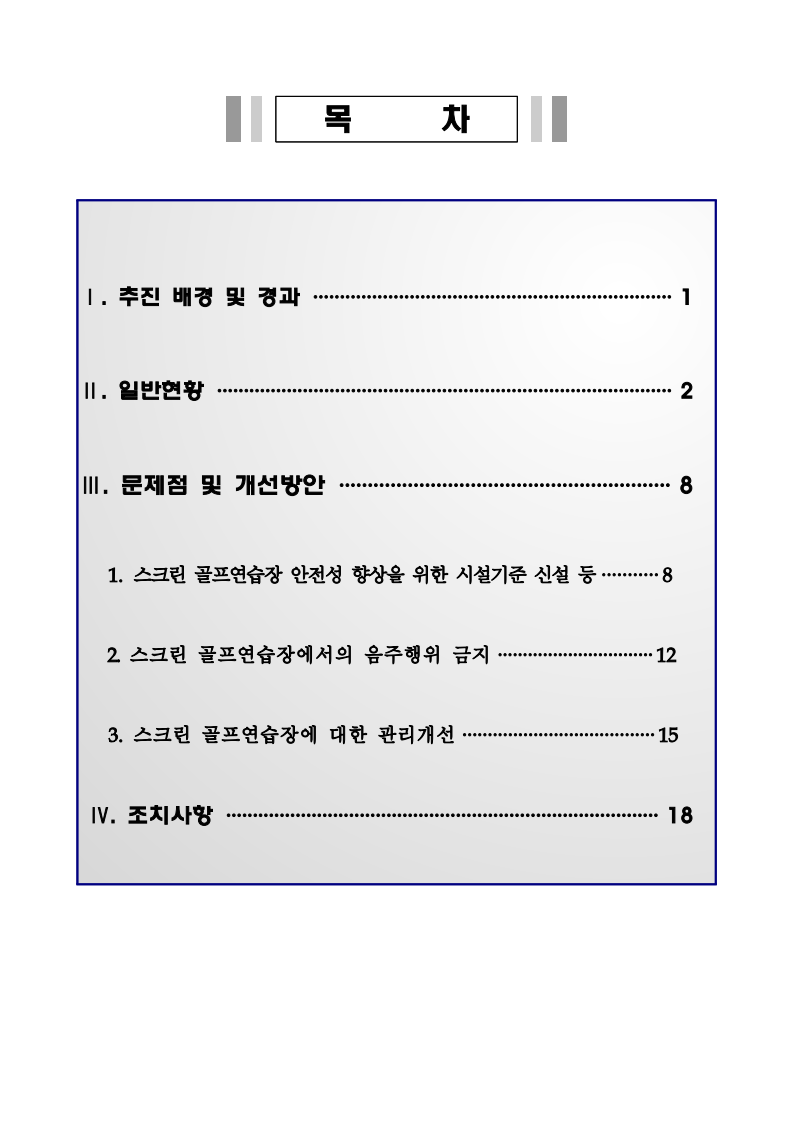 목 차
Ⅰ. 추진 배경 및 경과 ································································ 1
Ⅱ. 일반현황 ································································ 2
Ⅲ. 문제점 및 개선방안 ································································ 8
1. 스크린 골프연습장 안전성 향상을 위한 시설기준 신설 등 ··········· 8
2. 스크린 골프연습장에서의 음주행위 금지 ······························· 12
3. 스크린 골프연습장에 대한 관리개선 ······································ 15
Ⅳ. 조치사항 ································································ 18